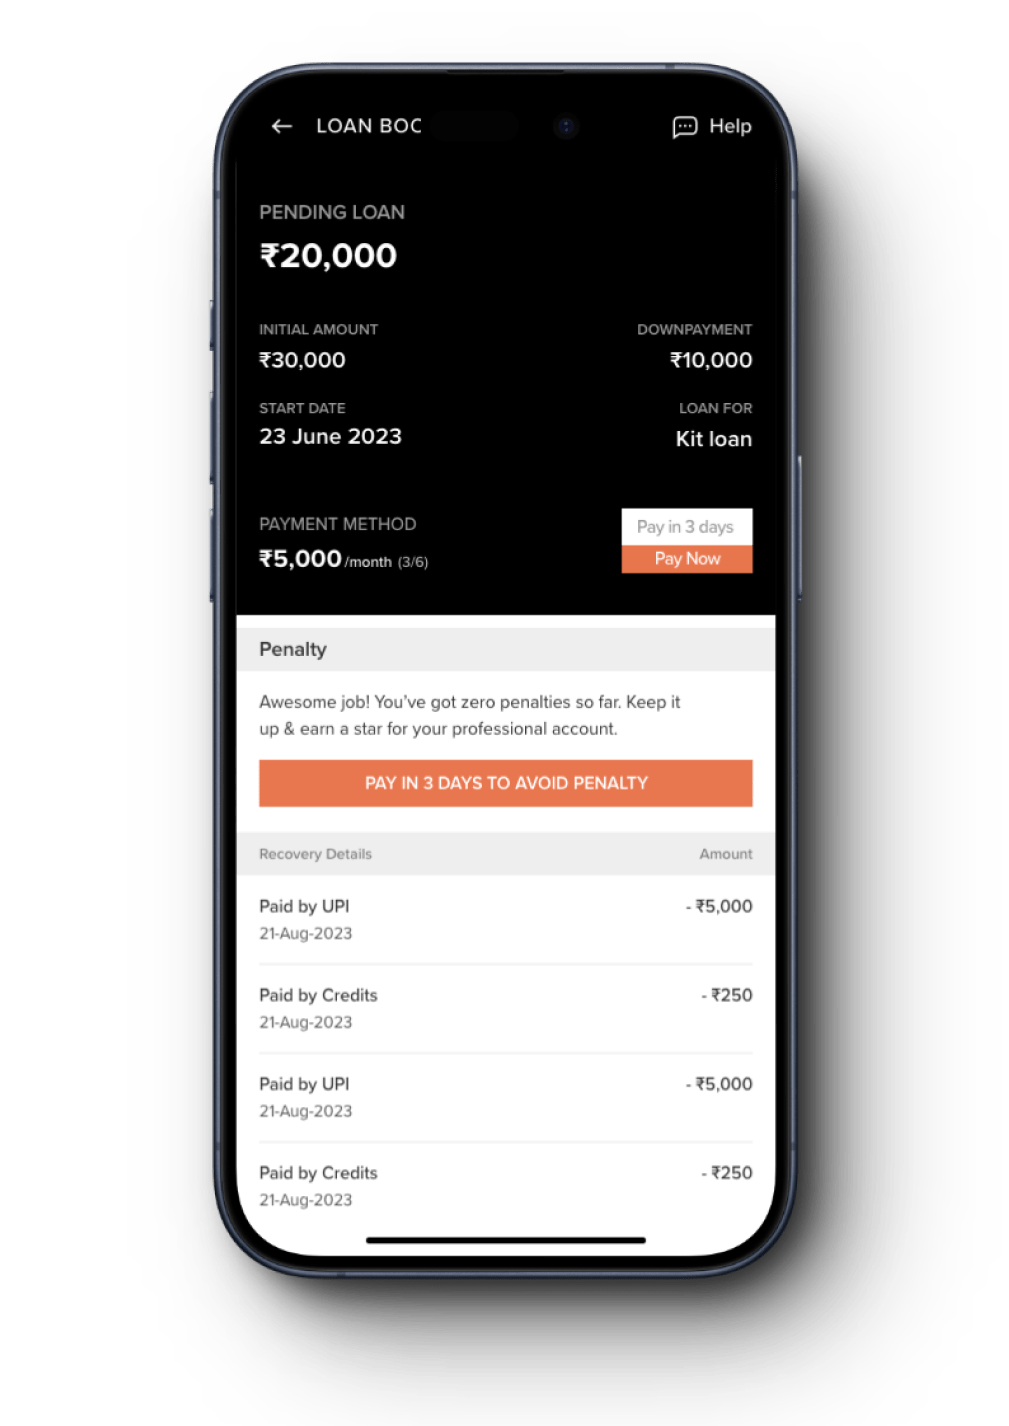 LOAN BOC
Help
PENDING LOAN
₹20,000
INITIAL AMOUNT
DOWNPAYMENT
₹30,000
₹10,000
START DATE
LOAN FOR
23 June 2023
Kit loan
PAYMENT METHOD
Pay in 3 days
₹5,000 /month (3/6)
Pay Now
Penalty
Awesome job! You've got zero penalties so far. Keep it
up & earn a star for your professional account.
PAY IN 3 DAYS TO AVOID PENALTY
Recovery Details
Amount
Paid by UPI
- ₹5,000
21-Aug-2023
Paid by Credits
- ₹250
21-Aug-2023
Paid by UPI
- ₹5,000
21-Aug-2023
Paid by Credits
- ₹250
21-Aug-2023